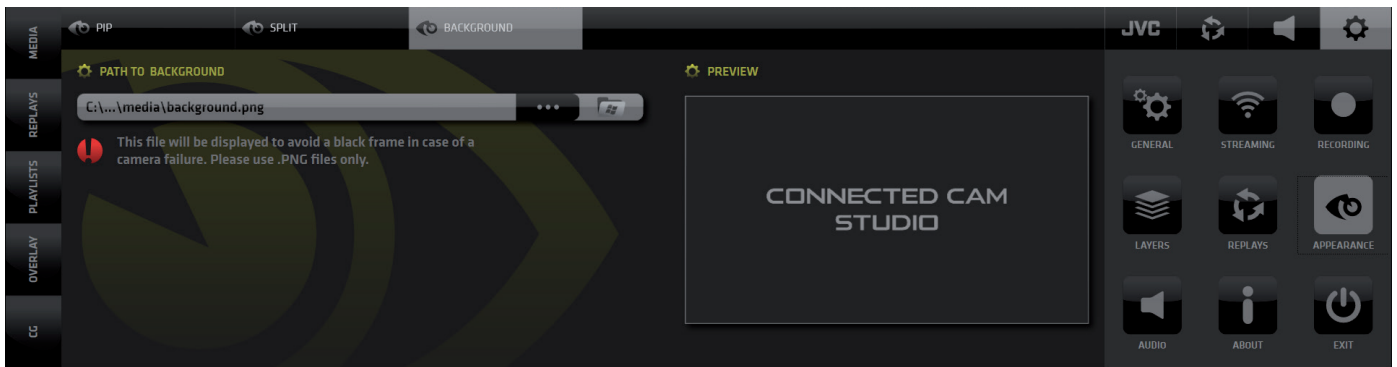 MEDIA
REPLAYS
PLAYLISTS
OVERLAY
CG
PIP
SPLIT
BACKGROUND
PATH TO BACKGROUND
C:\...\media\background.png
•••
This file will be displayed to avoid a black frame in case of a
camera failure. Please use .PNG files only.
PREVIEW
CONNECTED CAM
STUDIO
JVC
GENERAL
STREAMING
RECORDING
LAYERS
REPLAYS
APPEARANCE
AUDIO
ABOUT
EXIT